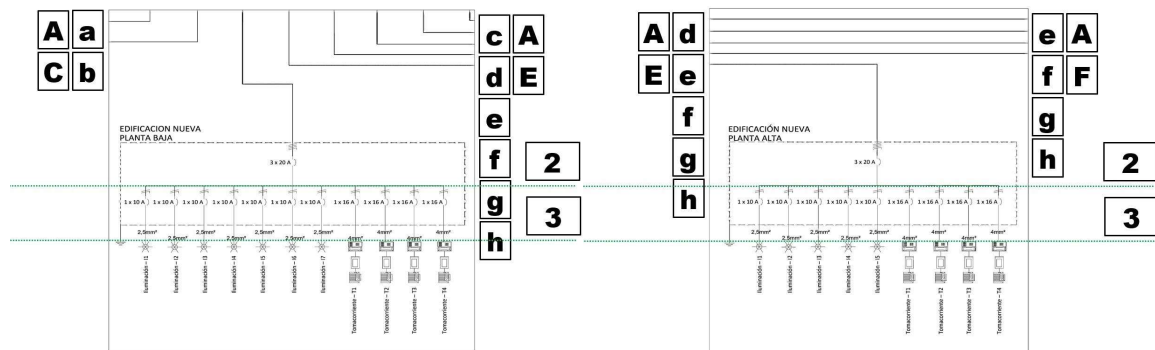 A a
C b
c A
d E
e
f
g
h
2
3
EDIFICACION NUEVA
PLANTA BAJA
3 x 20 A
1 x 10 A 1 x 10 A 1 x 10 A 1 x 10 A 1 x 10 A 1 x 10 A 1 x 10 A 1 x 16 A 1 x 16 A 1 x 16 A 1 x 16 A
2,5mm² 2,5mm² 2,5mm² 2,5mm² 2,5mm² 2,5mm² 2,5mm² 4mm² 4mm² 4mm² 4mm²
Iluminación - I1
Iluminación - I2
Iluminación - I3
Iluminación - I4
Iluminación - I5
Iluminación - I6
Iluminación - I7
Tomacorriente - T1
Tomacorriente - T2
Tomacorriente - T3
Tomacorriente - T4
A d
E e
f
g
h
e A
f F
g
h
2
3
EDIFICACIÓN NUEVA
PLANTA ALTA
3 x 20 A
1 x 10 A 1 x 10 A 1 x 10 A 1 x 10 A 1 x 10 A 1 x 16 A 1 x 16 A 1 x 16 A 1 x 16 A
2,5mm² 2,5mm² 2,5mm² 2,5mm² 2,5mm² 4mm² 4mm² 4mm² 4mm²
Iluminación - I1
Iluminación - I2
Iluminación - I3
Iluminación - I4
Iluminación - I5
Tomacorriente - T1
Tomacorriente - T2
Tomacorriente - T3
Tomacorriente - T4